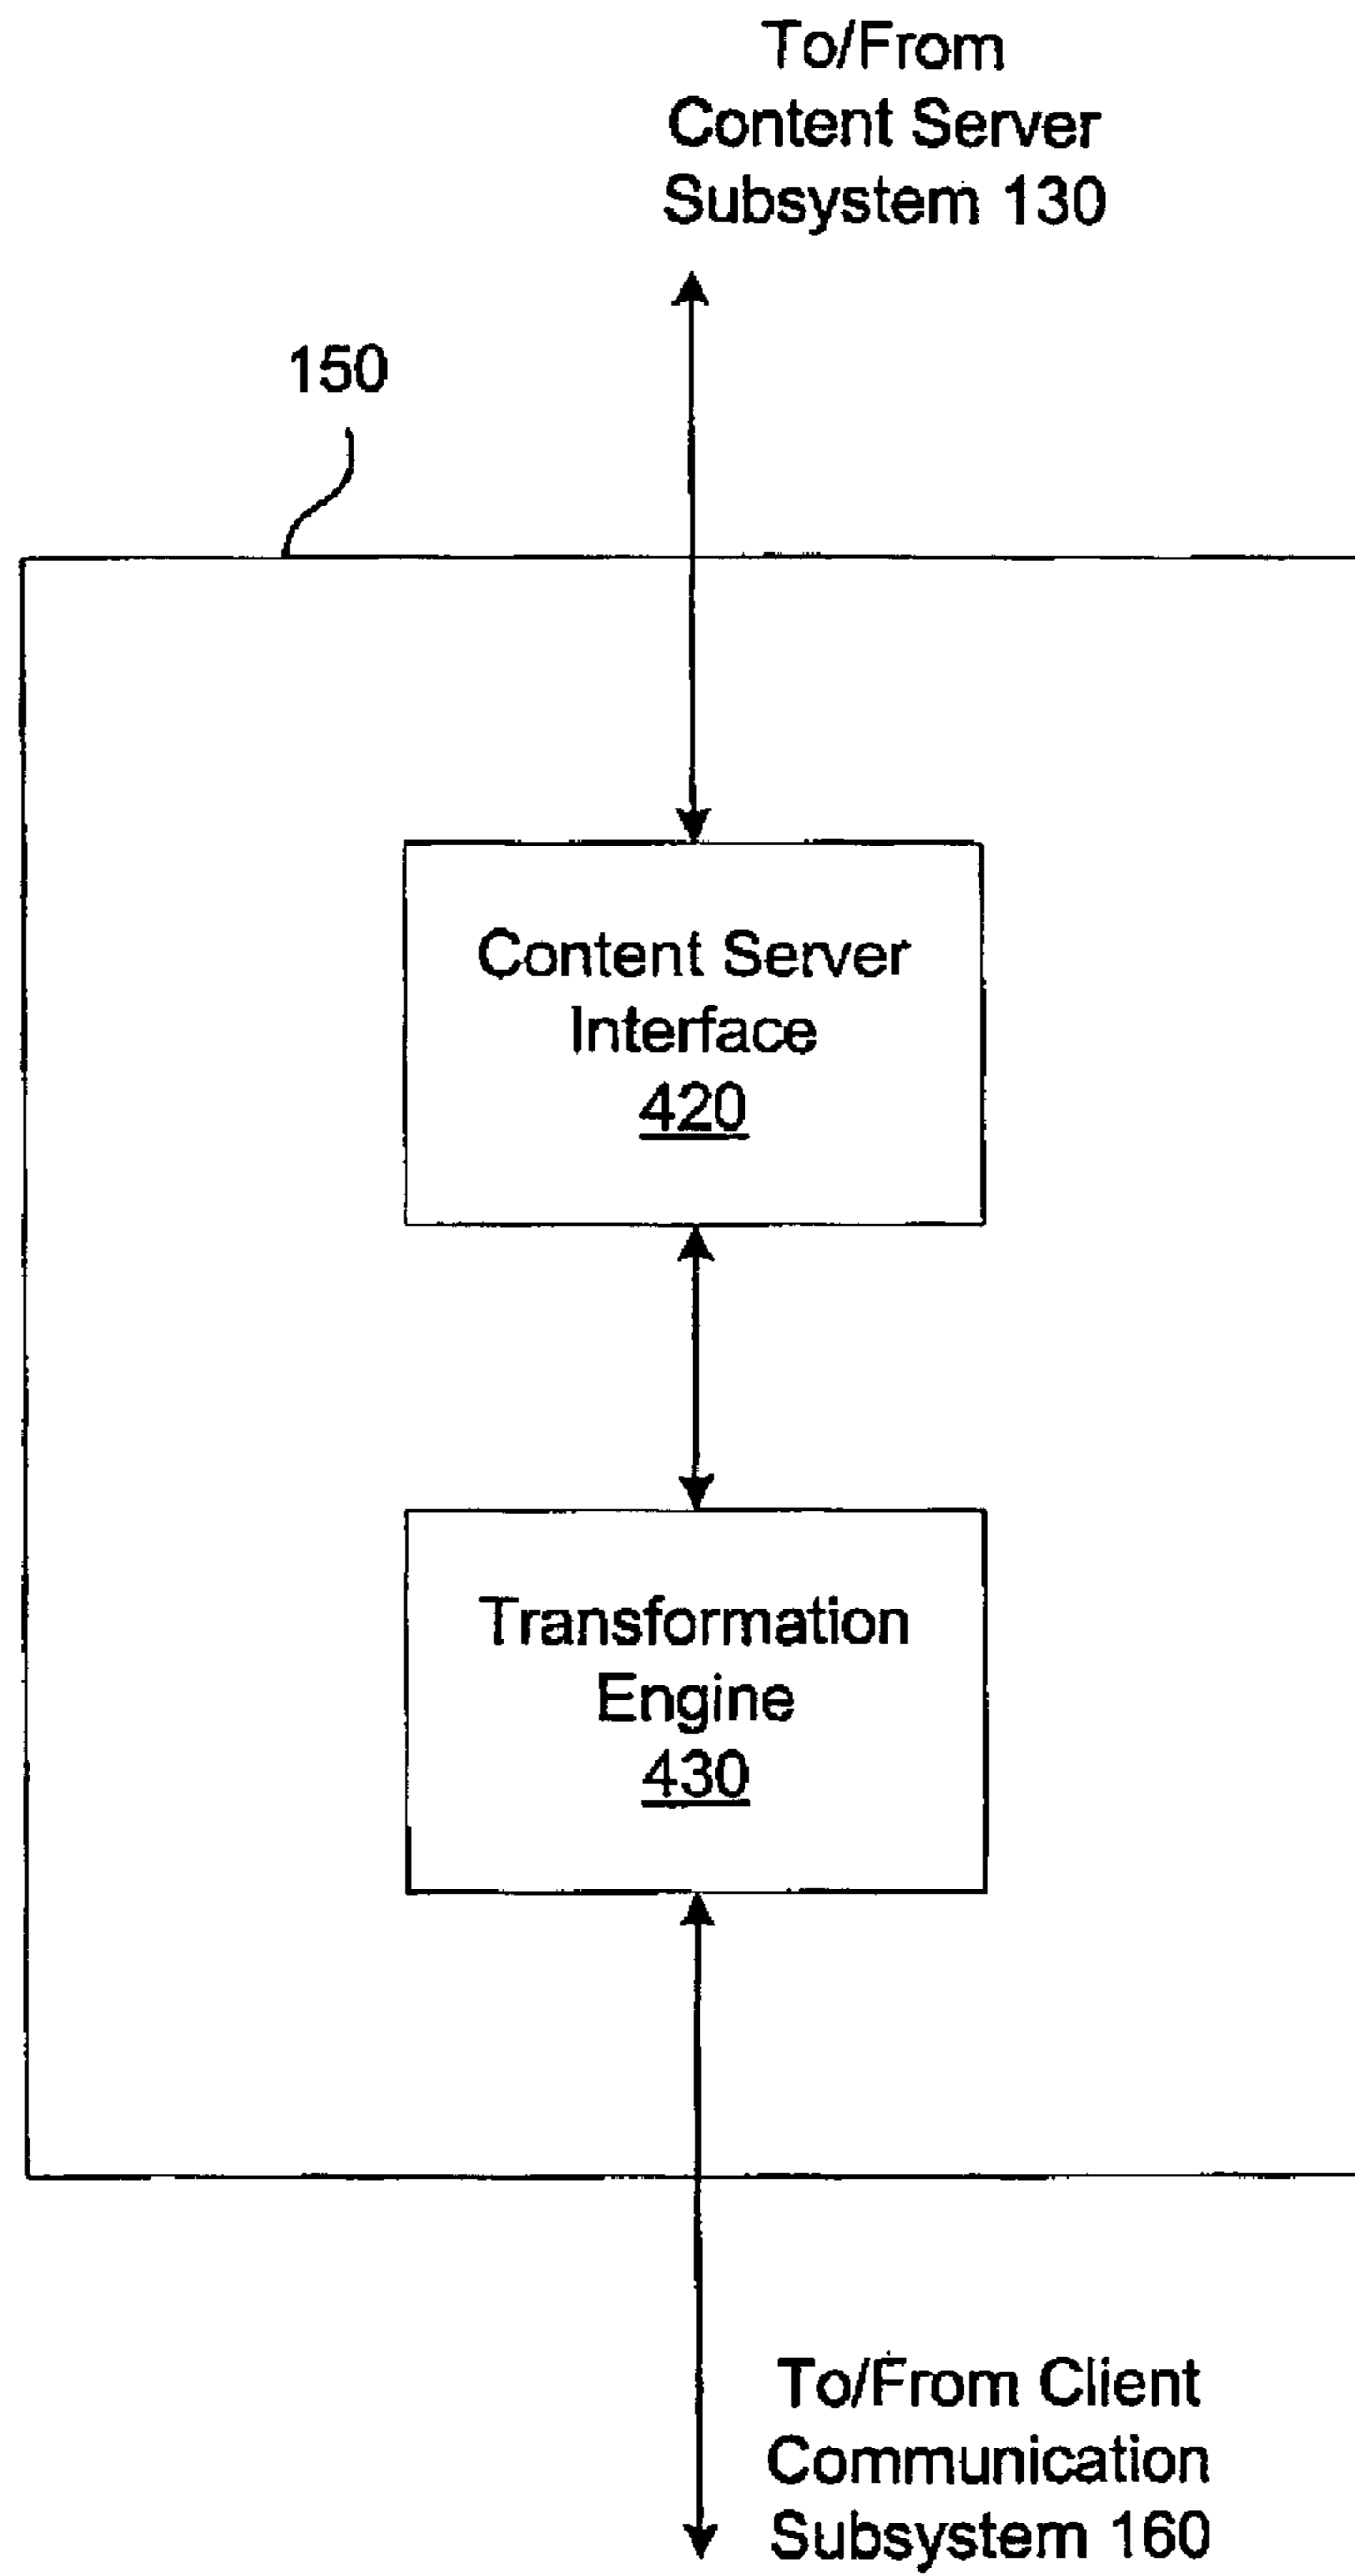 To/From
Content Server
Subsystem 130
150
Content Server
Interface
420
Transformation
Engine
430
To/From Client
Communication
Subsystem 160